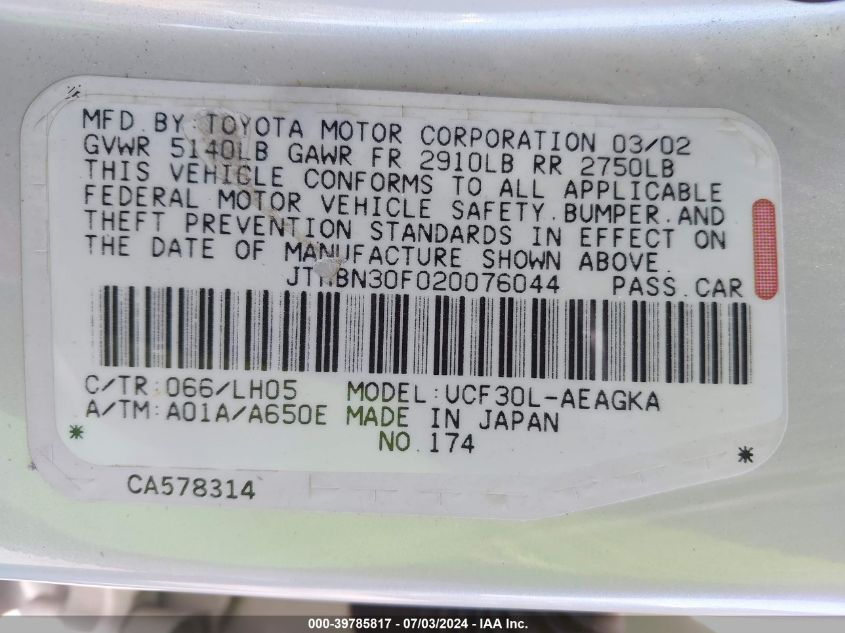 MFD.BY TOYOTA MOTOR CORPORATION 03/02
GVWR 5140LB GAWR FR 2910LB RR 2750LB
THIS VEHICLE CONFORMS TO ALL APPLICABLE
FEDERAL MOTOR VEHICLE SAFETY.BUMPER.AND
THEFT PREVENTION STANDARDS IN EFFECT ON
THE DATE OF MANUFACTURE SHOWN ABOVE.
PASS.CAR
C/TR:066/LH05 MODEL:UCF30L-AEAGKA
A/TM:A01A/A650E MADE IN JAPAN
NO.174
CA578314
000-39785817 / 07/03/2024 - IAA Inc.